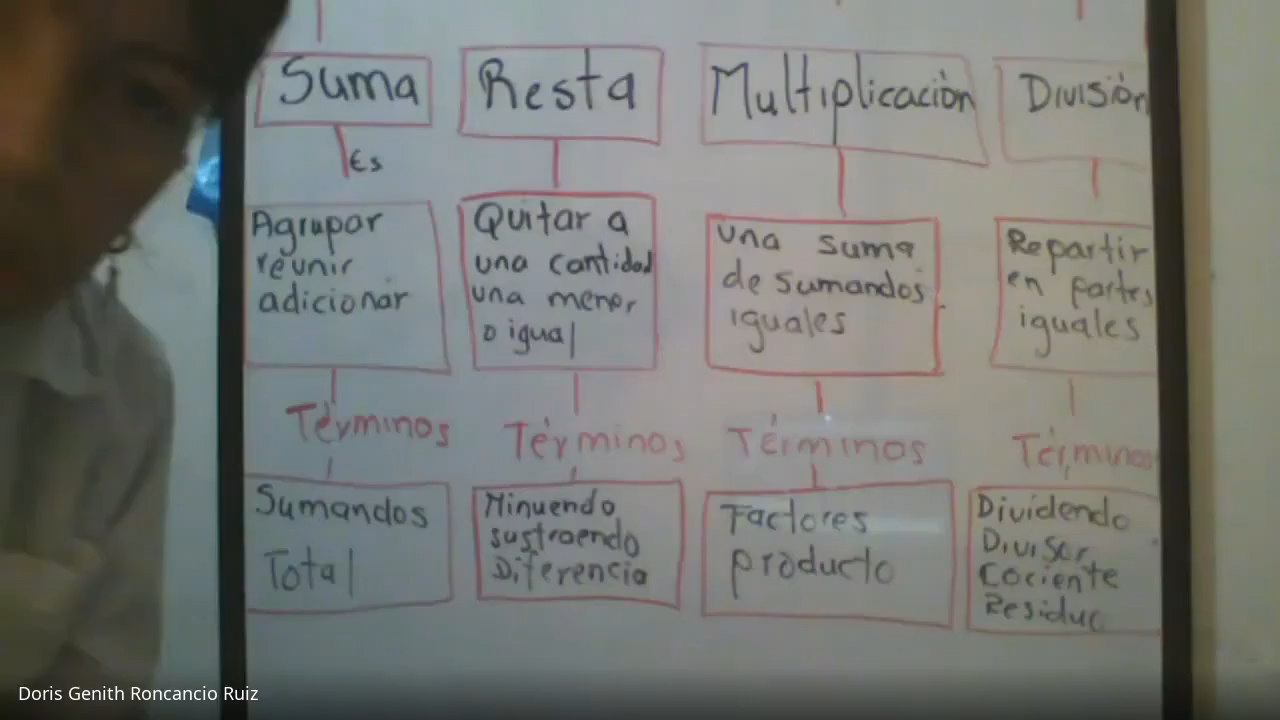 Suma
Es
Agrupar
reunir
adicionar
Términos
Sumandos
Total
Resta
Quitar a
una cantidad
una menor
o igual
Términos
Minuendo
sustraendo
Diferencia
Multiplicación
una suma
de sumandos
iguales
Términos
Factores
producto
División
Repartir
en partes
iguales
Términos
Dividendo
Divisor
Cociente
Residuo
Doris Genith Roncancio Ruiz